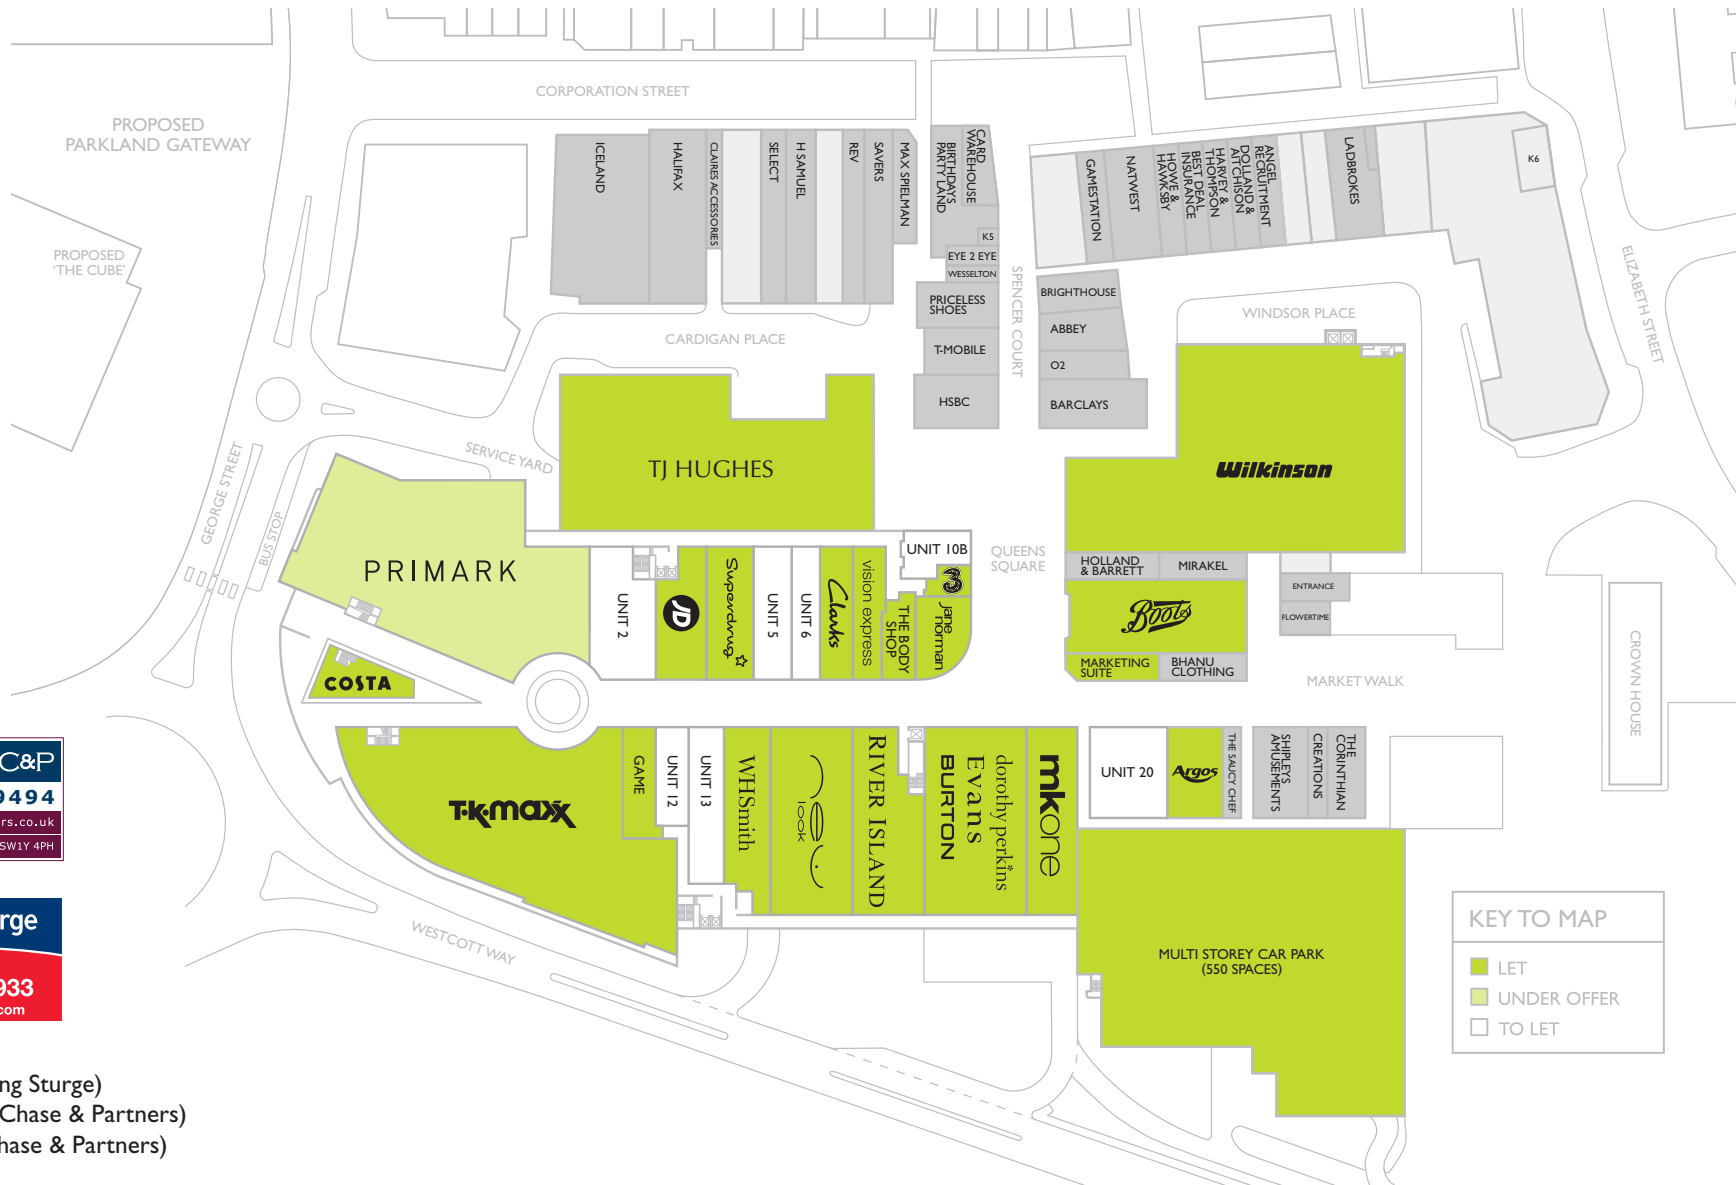 CORPORATION STREET
PROPOSED
PARKLAND GATEWAY
PROPOSED
'THE CUBE'
ICELAND
HALIFAX
CLAIRES ACCESSORIES
SELECT
H SAMUEL
REV
SAVERS
MAX SPIELMAN
CARD
WAREHOUSE
BIRTHDAYS
PARTY LAND
K5
EYE 2 EYE
WESSELTON
PRICELESS
SHOES
T-MOBILE
HSBC
SPENCER COURT
GAMESTATION
NATWEST
HOWE &
HAWKSBY
BEST DEAL
INSURANCE
HARVEY &
THOMPSON
DOLLAND &
AITCHISON
ANGEL
RECRUITMENT
LADBROKES
K6
ELIZABETH STREET
BRIGHTHOUSE
ABBEY
O2
BARCLAYS
WINDSOR PLACE
CARDIGAN PLACE
SERVICE YARD
GEORGE STREET
BUS STOP
TJ HUGHES
Wilkinson
PRIMARK
COSTA
UNIT 2
JD
Superdrug
UNIT 5
UNIT 6
Clarks
vision express
THE BODY
SHOP
UNIT 10B
3
jane
norman
QUEENS
SQUARE
HOLLAND
& BARRETT
MIRAKEL
Boots
MARKETING
SUITE
BHANU
CLOTHING
ENTRANCE
FLOWERTIME
MARKET WALK
CROWN HOUSE
T·K·maxx
GAME
UNIT 12
UNIT 13
WHSmith
new
look
RIVER ISLAND
dorothy perkins
Evans
BURTON
mkone
UNIT 20
Argos
THE SAUCY CHEF
SHIPLEYS
AMUSEMENTS
CREATIONS
THE
CORINTHIAN
MULTI STOREY CAR PARK
(550 SPACES)
WESTCOTT WAY
KEY TO MAP
LET
UNDER OFFER
TO LET
C&P
9494
rs.co.uk
SW1Y 4PH
rge
933
com
ng Sturge)
Chase & Partners)
hase & Partners)